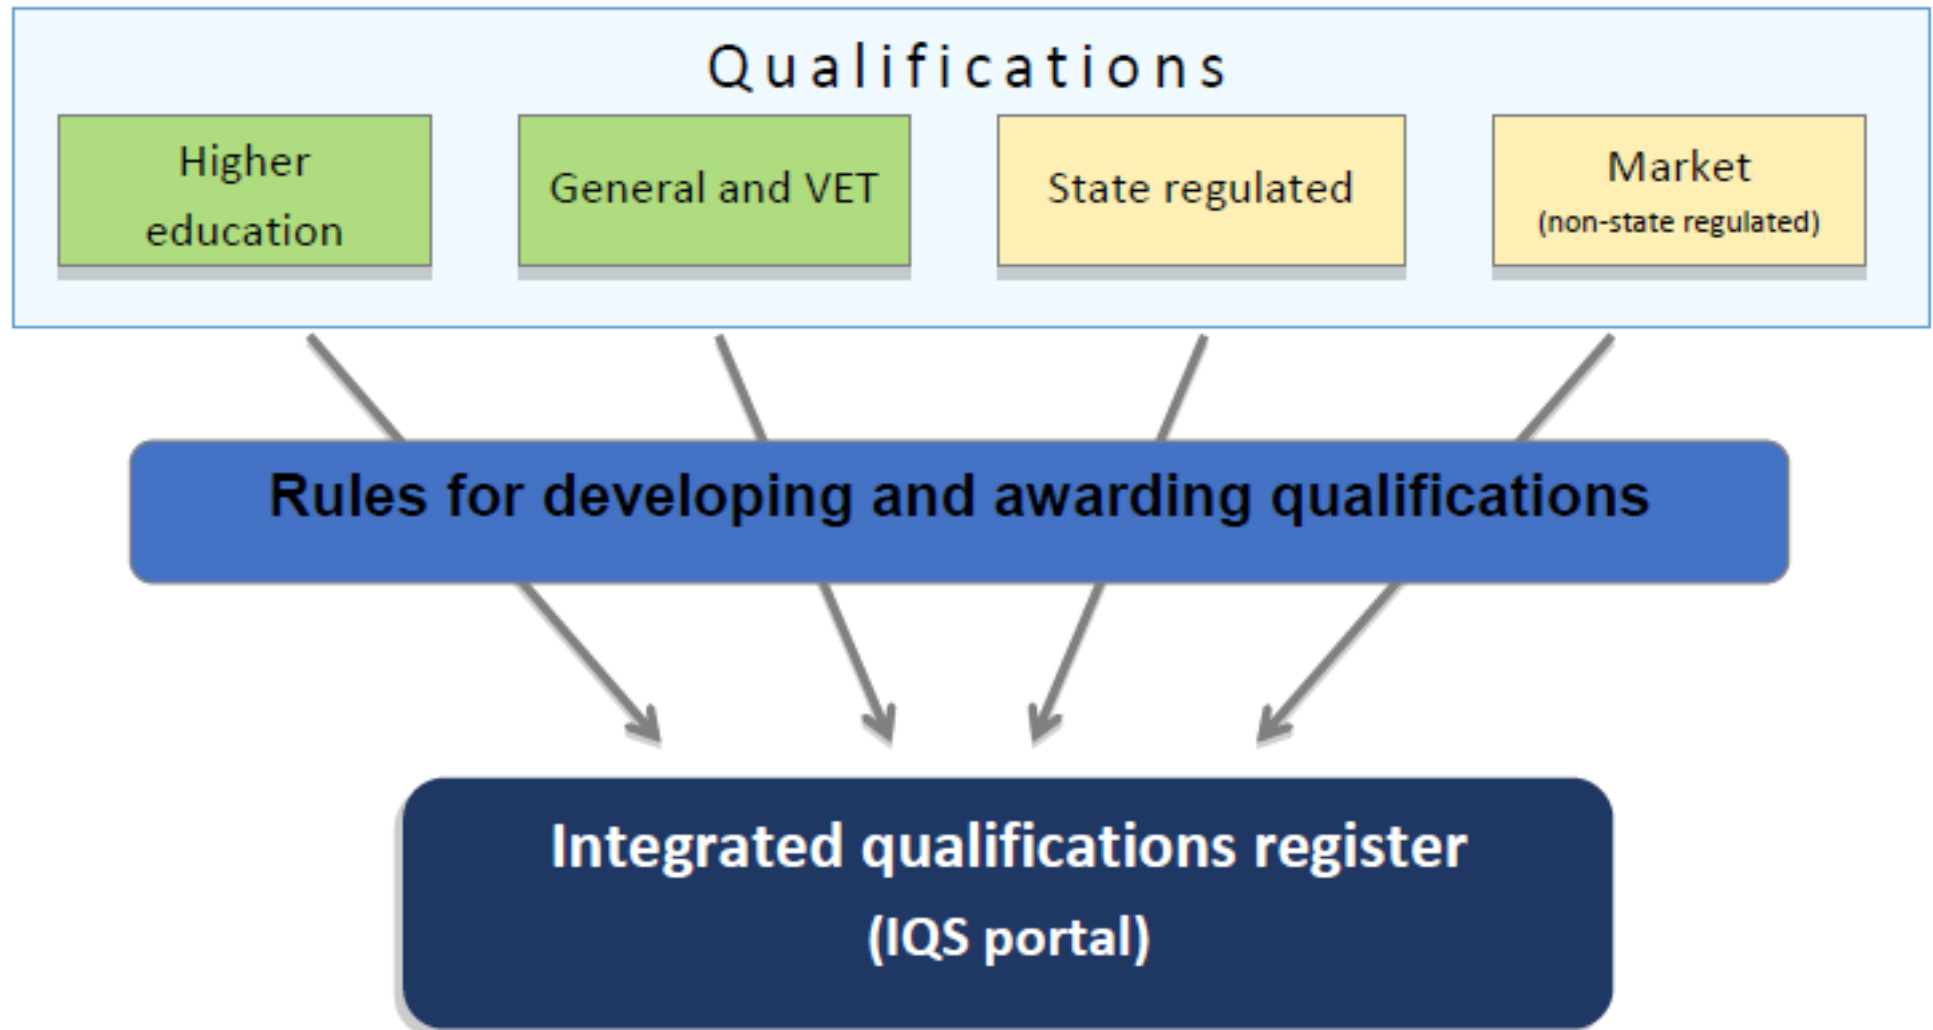 Qualifications
Higher
education
General and VET
State regulated
Market
(non-state regulated)
Rules for developing and awarding qualifications
Integrated qualifications register
(IQS portal)